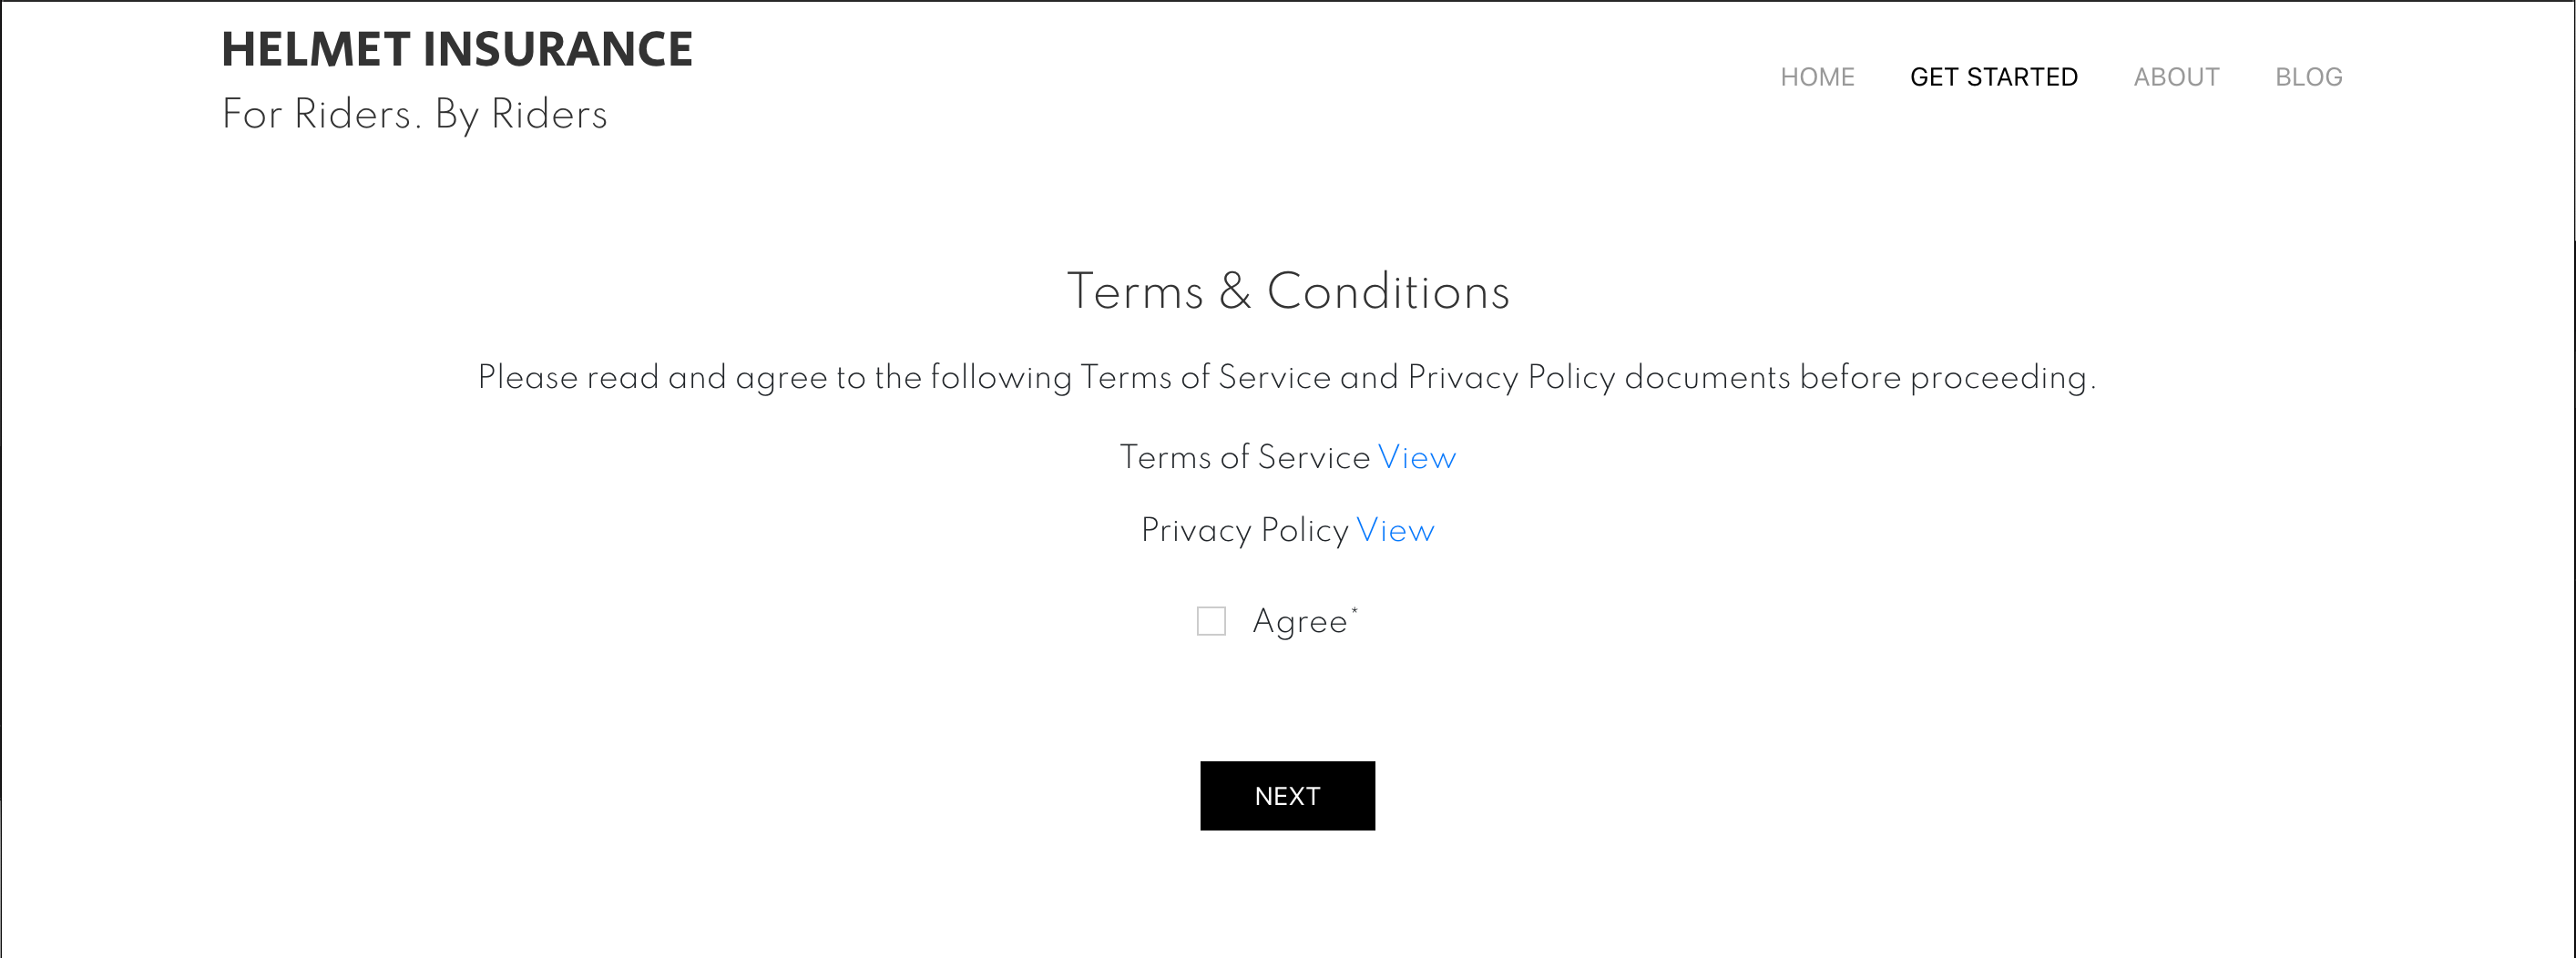 HELMET INSURANCE
For Riders. By Riders
HOME GET STARTED ABOUT BLOG
Terms & Conditions
Please read and agree to the following Terms of Service and Privacy Policy documents before proceeding.
Terms of Service View
Privacy Policy View
Agree*
NEXT